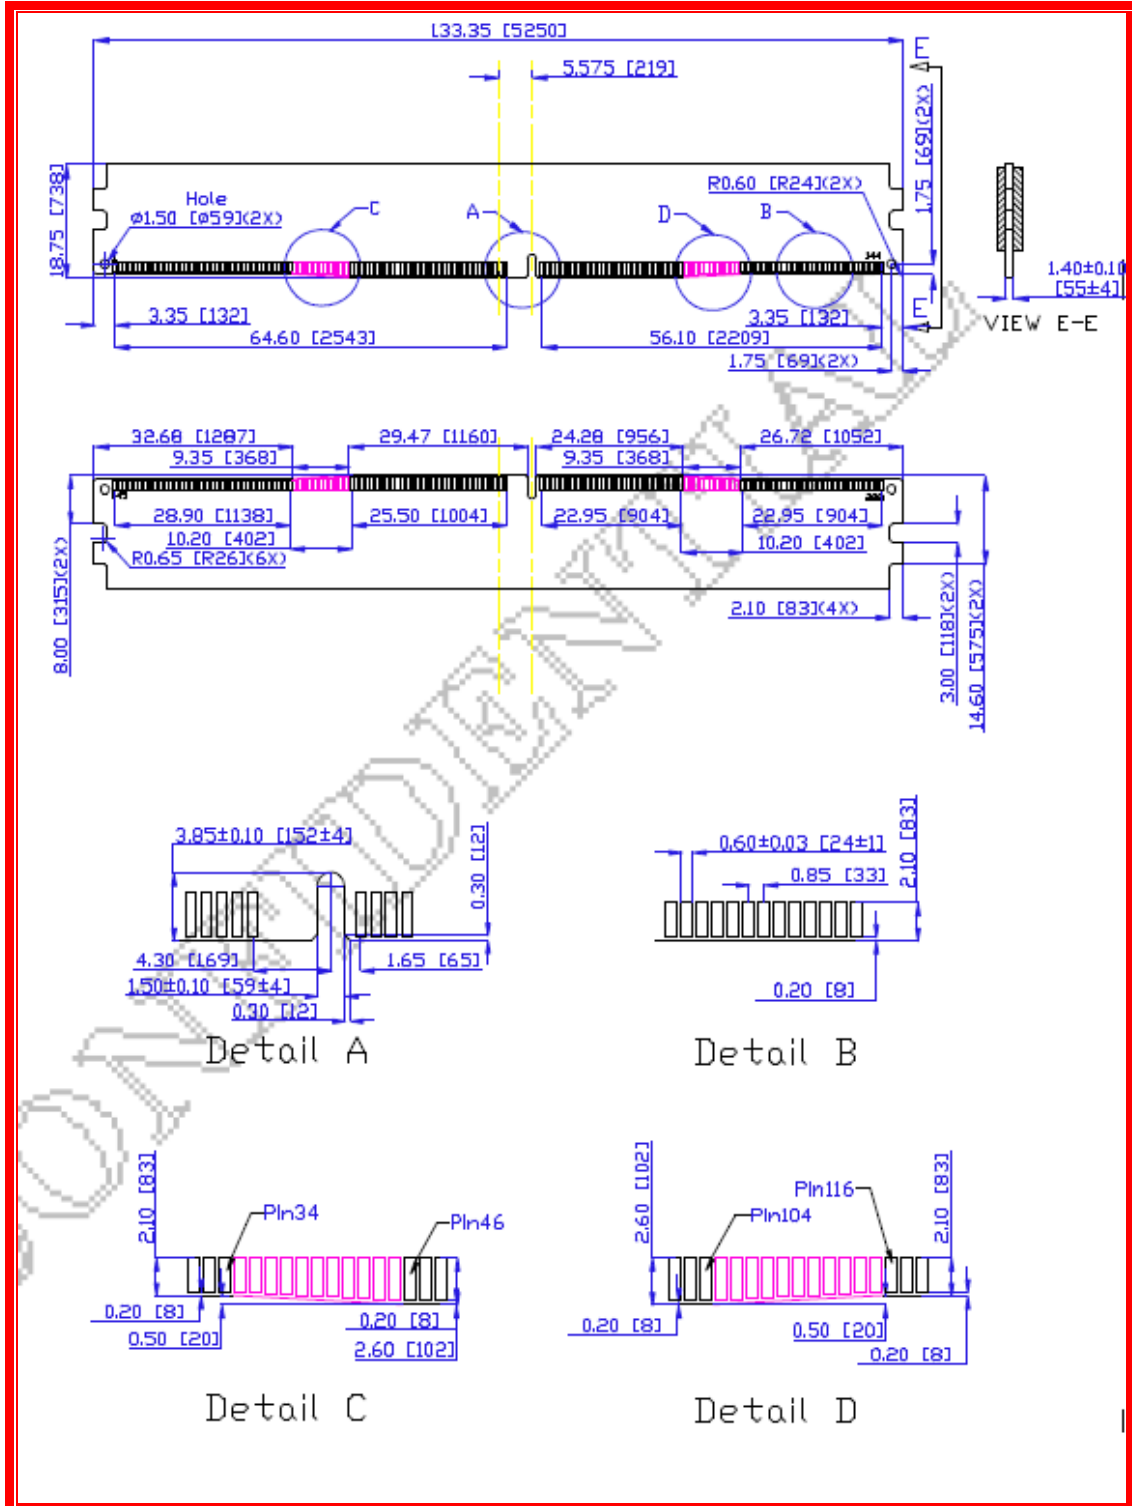 133.35 [5250]
5.575 [219]
E
1.75 [69](2X)
18.75 [738]
Hole
ø1.50 [ø59](2X)
C
A
D
B
R0.60 [R24](2X)
144
1.40±0.10
[55±4]
3.35 [132]
3.35 [132]
E
VIEW E-E
64.60 [2543]
56.10 [2209]
1.75 [69](2X)
32.68 [1287]
29.47 [1160]
24.28 [956]
26.72 [1052]
9.35 [368]
9.35 [368]
28.90 [1138]
25.50 [1004]
22.95 [904]
22.95 [904]
10.20 [402]
10.20 [402]
R0.65 [R26](6X)
8.00 [315](2X)
2.10 [83](4X)
3.00 [118](2X)
14.60 [575](2X)
3.85±0.10 [152±4]
0.30 [12]
4.30 [169]
1.65 [65]
1.50±0.10 [59±4]
0.30 [12]
Detail A
0.60±0.03 [24±1]
2.10 [83]
0.85 [33]
0.20 [8]
Detail B
2.10 [83]
Pin34
Pin46
0.20 [8]
0.50 [20]
0.20 [8]
2.60 [102]
Detail C
2.60 [102]
Pin116
Pin104
2.10 [83]
0.20 [8]
0.50 [20]
0.20 [8]
Detail D
CONFIDENTIAL